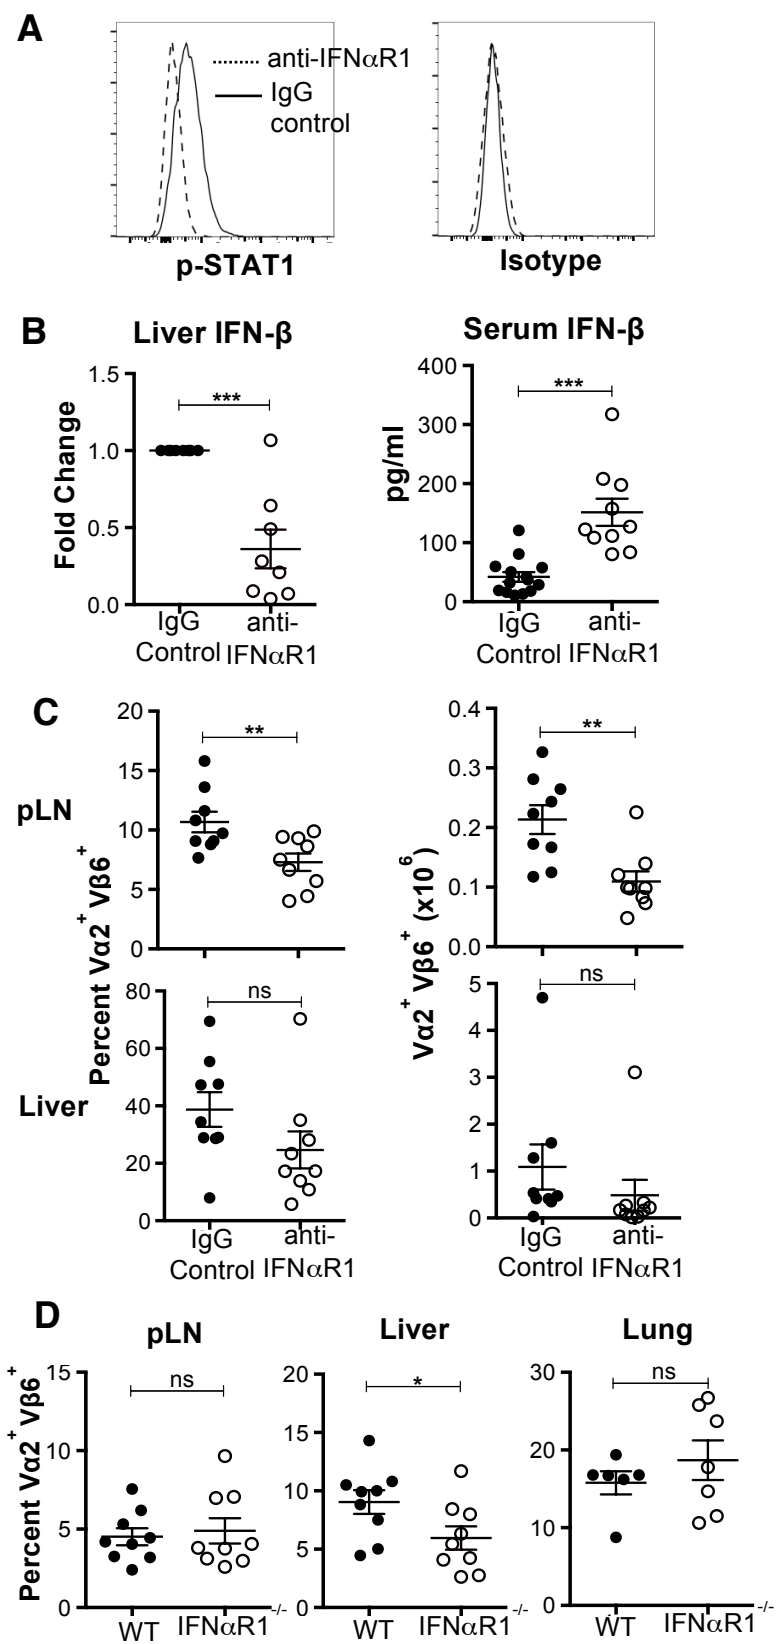 A
anti-IFNαR1
IgG
control
p-STAT1
Isotype
B
Liver IFN-β
Serum IFN-β
Fold Change
1.5
1.0
0.5
0.0
***
IgG
Control
anti-
IFNαR1
pg/ml
400
300
200
100
0
***
IgG
Control
anti-
IFNαR1
C
pLN
Liver
Percent Vα2+ Vβ6+
20
15
10
5
0
**
Vα2+ Vβ6+ (x10^6)
0.4
0.3
0.2
0.1
0.0
**
80
60
40
20
0
ns
IgG
Control
anti-
IFNαR1
5
4
3
2
1
0
ns
IgG
Control
anti-
IFNαR1
D
pLN
Liver
Lung
Percent Vα2+ Vβ6+
15
10
5
0
ns
WT
IFNαR1-/-
20
15
10
5
0
*
WT
IFNαR1-/-
30
20
10
0
ns
WT
IFNαR1-/-